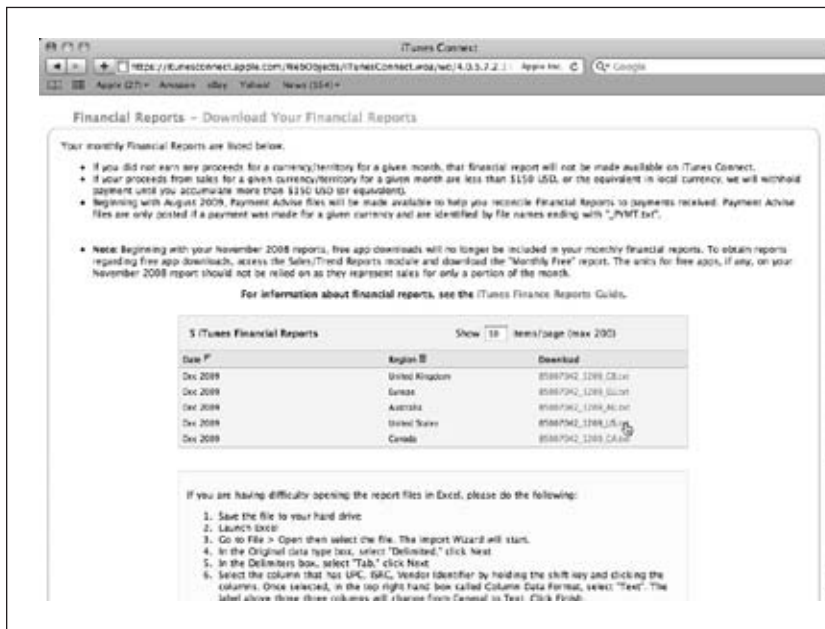 iTunes Connect
Apple Inc.
Google
Apple (27) Amazon eBay Yahoo! News (554)
Financial Reports – Download Your Financial Reports
Your monthly Financial Reports are listed below.
• If you did not earn any proceeds for a currency/territory for a given month, that financial report will not be made available on iTunes Connect.
• If your proceeds from sales for a given currency/territory for a given month are less than $150 USD, or the equivalent in local currency, we will withhold
payment until you accumulate more than $150 USD (or equivalent).
• Beginning with August 2009, Payment Advise files will be made available to help you reconcile Financial Reports to payments received. Payment Advise
files are only posted if a payment was made for a given currency and are identified by file names ending with "_PYMT.txt".
• Note: Beginning with your November 2008 reports, free app downloads will no longer be included in your monthly financial reports. To obtain reports
regarding free app downloads, access the Sales/Trend Reports module and download the "Monthly Free" report. The units for free apps, if any, on your
November 2008 report should not be relied on as they represent sales for only a portion of the month.
For information about financial reports, see the iTunes Finance Reports Guide.
5 iTunes Financial Reports Show 10 items/page (max 200)
Date Region Download
Dec 2009 United Kingdom
Dec 2009 Europe
Dec 2009 Australia
Dec 2009 United States
Dec 2009 Canada
If you are having difficulty opening the report files in Excel, please do the following:
1. Save the file to your hard drive
2. Launch Excel
3. Go to File > Open then select the file. The Import Wizard will start.
4. In the Original data type box, select "Delimited," click Next
5. In the Delimiters box, select "Tab," click Next
6. Select the column that has UPC, ISRC, Vendor Identifier by holding the shift key and clicking the
columns. Once selected, in the top right hand box called Column Data Format, select "Text". The
label above those three columns will change from General to Text. Click Finish